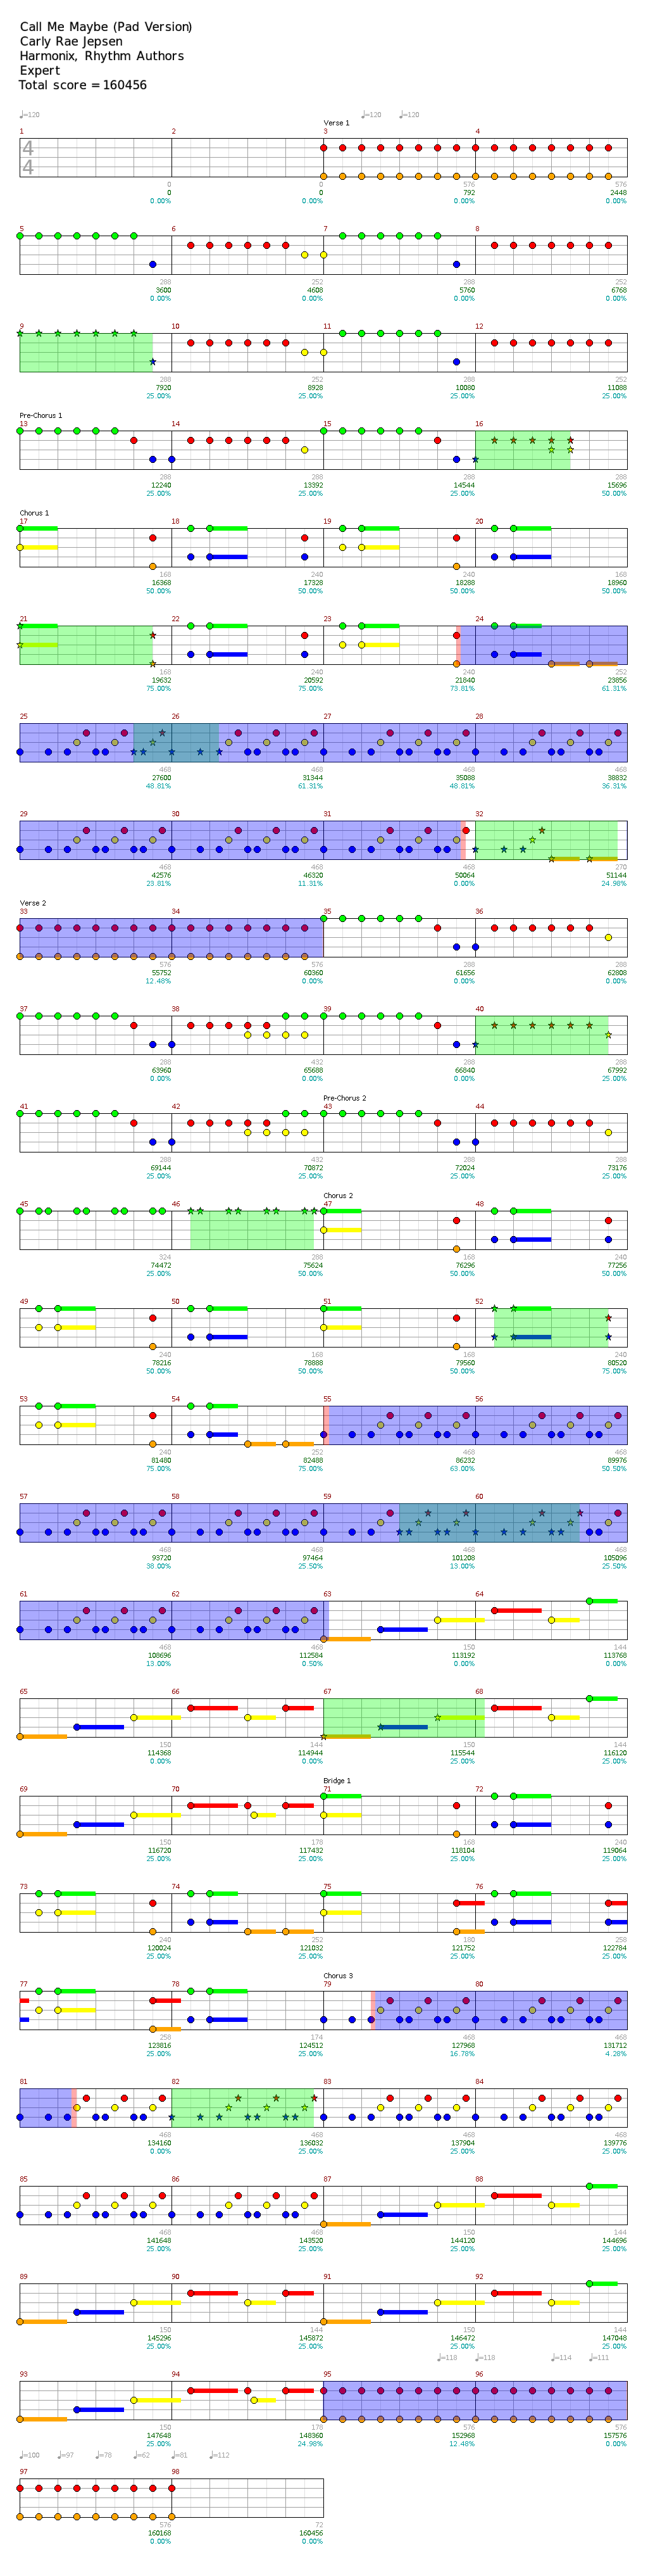 Call Me Maybe (Pad Version)
Carly Rae Jepsen
Harmonix, Rhythm Authors
Expert
Total score = 160456
♩=120 ♩=120 ♩=120
Verse 1
1 2 3 4
4
4
0 0 576 576
0 0 792 2448
0.00% 0.00% 0.00% 0.00%
5 6 7 8
288 252 288 252
3600 4608 5760 6768
0.00% 0.00% 0.00% 0.00%
9 10 11 12
288 252 288 252
7920 8928 10080 11088
25.00% 25.00% 25.00% 25.00%
Pre-Chorus 1
13 14 15 16
288 288 288 288
12240 13392 14544 15696
25.00% 25.00% 25.00% 50.00%
Chorus 1
17 18 19 20
168 240 240 168
16368 17328 18288 18960
50.00% 50.00% 50.00% 50.00%
21 22 23 24
168 240 240 252
19632 20592 21840 23856
75.00% 75.00% 73.81% 61.31%
25 26 27 28
468 468 468 468
27600 31344 35088 38832
48.81% 61.31% 48.81% 36.31%
29 30 31 32
468 468 468 270
42576 46320 50064 51144
23.81% 11.31% 0.00% 24.98%
Verse 2
33 34 35 36
576 576 288 288
55752 60360 61656 62808
12.48% 0.00% 0.00% 0.00%
37 38 39 40
288 432 288 288
63960 65688 66840 67992
0.00% 0.00% 0.00% 25.00%
Pre-Chorus 2
41 42 43 44
288 432 288 288
69144 70872 72024 73176
25.00% 25.00% 25.00% 25.00%
Chorus 2
45 46 47 48
324 288 168 240
74472 75624 76296 77256
25.00% 50.00% 50.00% 50.00%
49 50 51 52
240 168 168 240
78216 78888 79560 80520
50.00% 50.00% 50.00% 75.00%
53 54 55 56
240 252 468 468
81480 82488 86232 89976
75.00% 75.00% 63.00% 50.50%
57 58 59 60
468 468 468 468
93720 97464 101208 105096
38.00% 25.50% 13.00% 25.50%
61 62 63 64
468 468 150 144
108696 112584 113192 113768
13.00% 0.50% 0.00% 0.00%
65 66 67 68
150 144 150 144
114368 114944 115544 116120
0.00% 0.00% 25.00% 25.00%
Bridge 1
69 70 71 72
150 178 168 240
116720 117432 118104 119064
25.00% 25.00% 25.00% 25.00%
73 74 75 76
240 252 180 258
120024 121032 121752 122784
25.00% 25.00% 25.00% 25.00%
Chorus 3
77 78 79 80
258 174 468 468
123816 124512 127968 131712
25.00% 25.00% 16.78% 4.28%
81 82 83 84
468 468 468 468
134160 136032 137904 139776
0.00% 25.00% 25.00% 25.00%
85 86 87 88
468 468 150 144
141648 143520 144120 144696
25.00% 25.00% 25.00% 25.00%
89 90 91 92
150 144 150 144
145296 145872 146472 147048
25.00% 25.00% 25.00% 25.00%
♩=118 ♩=118 ♩=114 ♩=111
93 94 95 96
150 178 576 576
147648 148360 152968 157576
25.00% 24.98% 12.48% 0.00%
♩=100 ♩=97 ♩=78 ♩=62 ♩=81 ♩=112
97 98
576 72
160168 160456
0.00% 0.00%